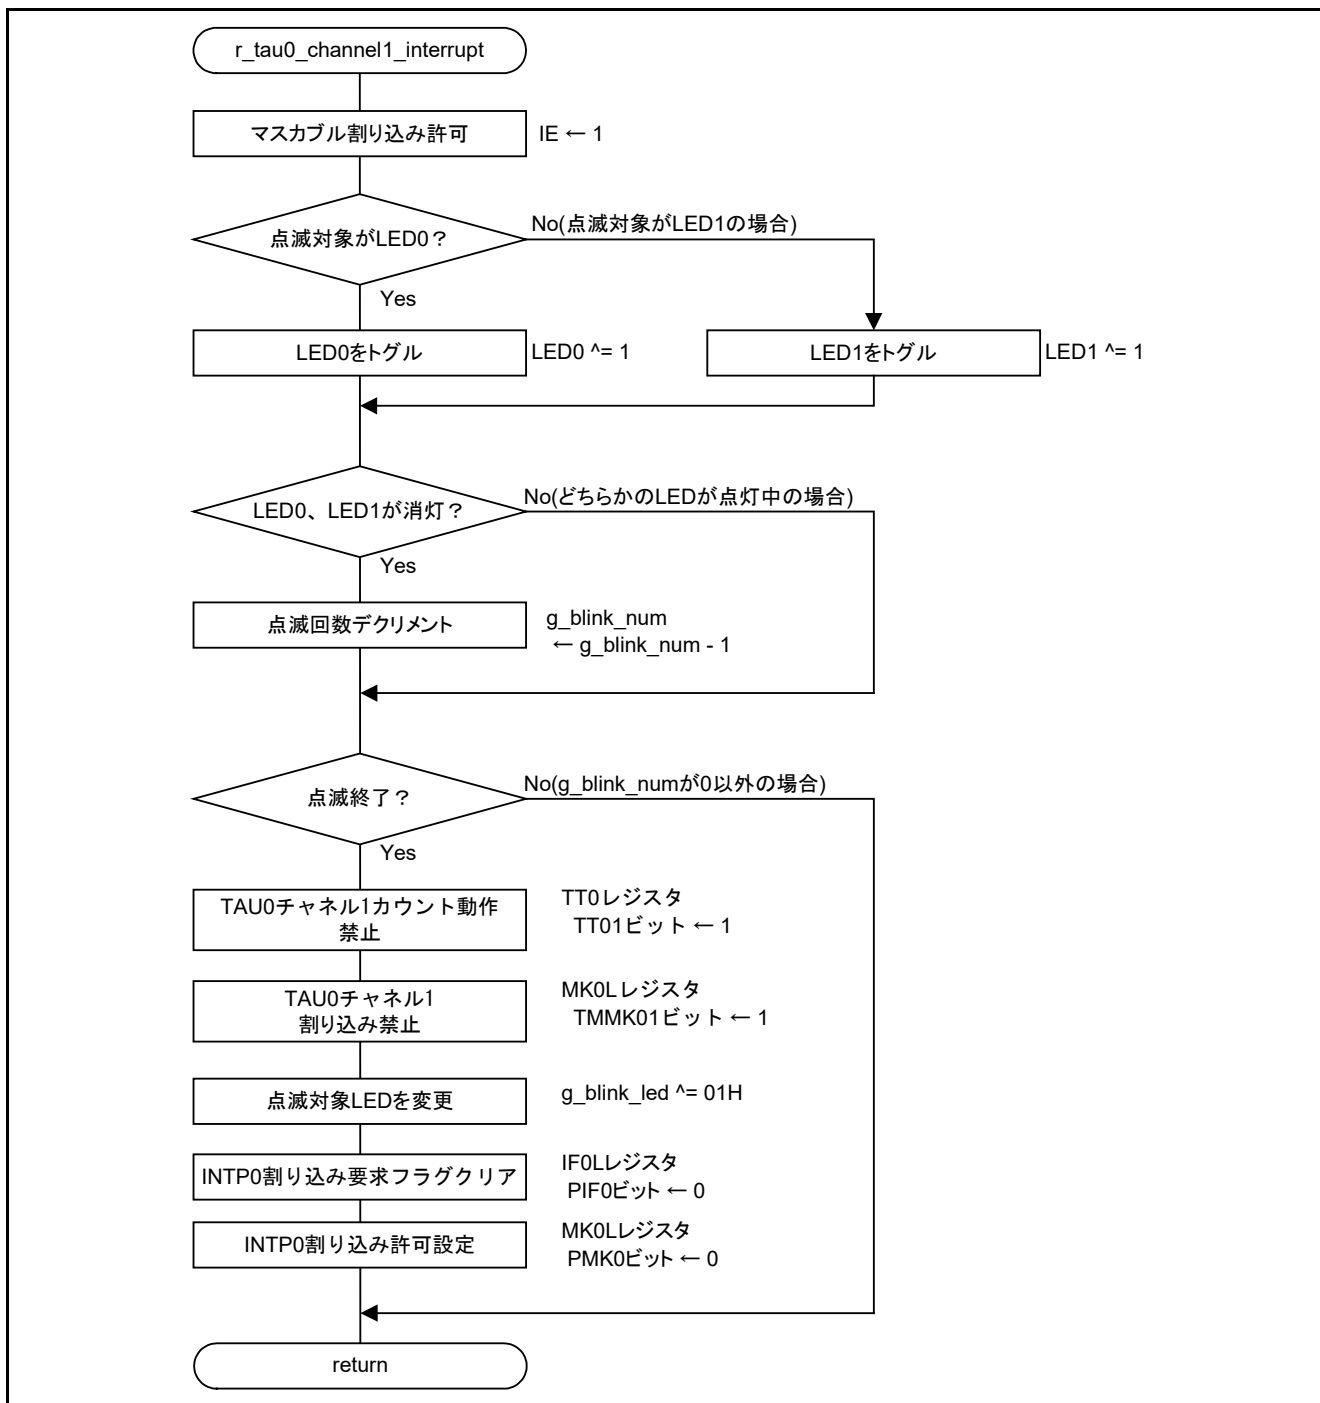 r_tau0_channel1_interrupt
マスカブル割り込み許可
IE ← 1
点滅対象がLED0？
No(点滅対象がLED1の場合)
Yes
LED0をトグル
LED0 ^= 1
LED1をトグル
LED1 ^= 1
LED0、LED1が消灯？
No(どちらかのLEDが点灯中の場合)
Yes
点滅回数デクリメント
g_blink_num
← g_blink_num - 1
点滅終了？
No(g_blink_numが0以外の場合)
Yes
TAU0チャネル1カウント動作
禁止
TT0レジスタ
TT01ビット ← 1
TAU0チャネル1
割り込み禁止
MK0Lレジスタ
TMMK01ビット ← 1
点滅対象LEDを変更
g_blink_led ^= 01H
INTP0割り込み要求フラグクリア
IF0Lレジスタ
PIF0ビット ← 0
INTP0割り込み許可設定
MK0Lレジスタ
PMK0ビット ← 0
return